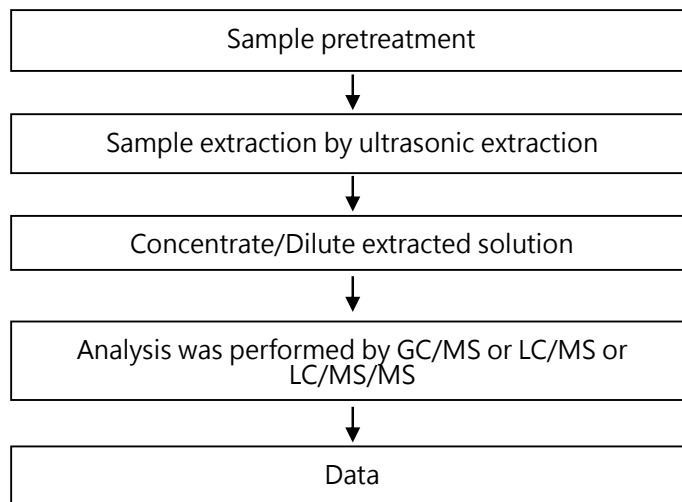 Sample pretreatment
Sample extraction by ultrasonic extraction
Concentrate/Dilute extracted solution
Analysis was performed by GC/MS or LC/MS or
LC/MS/MS
Data